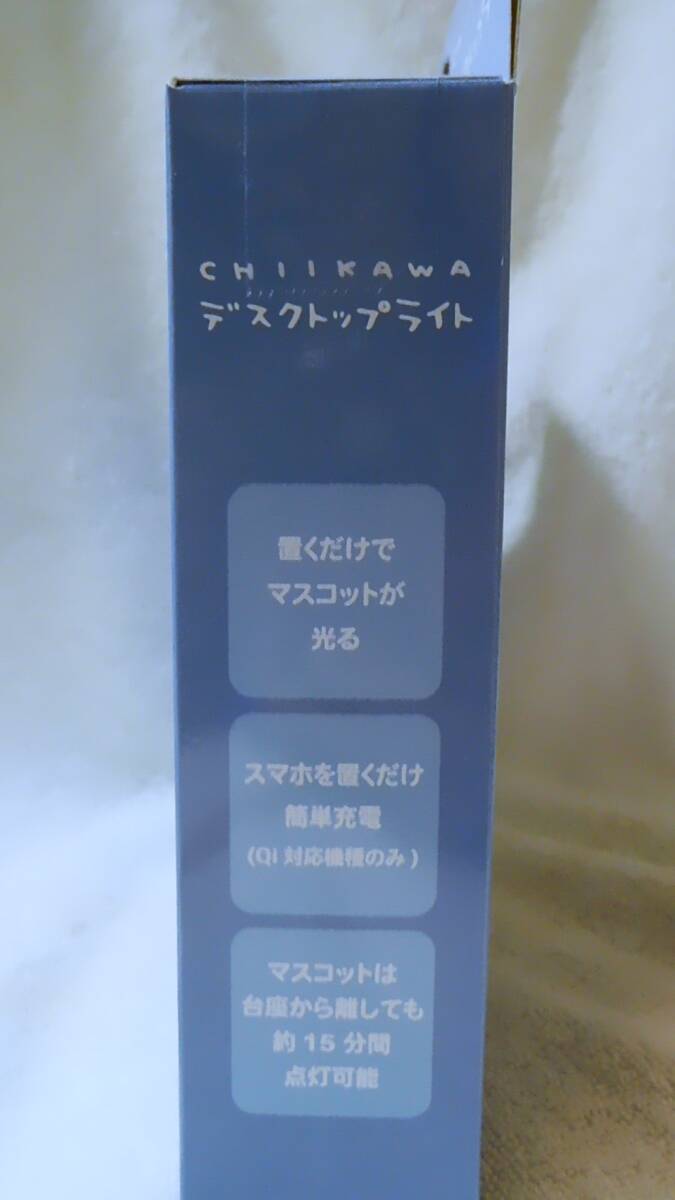 CHIIKAWA
デスクトップライト
置くだけで
マスコットが
光る
スマホを置くだけ
簡単充電
(Qi 対応機種のみ)
マスコットは
台座から離しても
約 15 分間
点灯可能